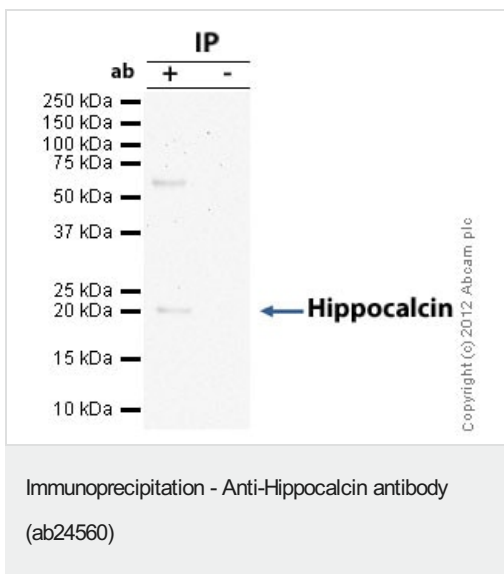 IP
ab + -
250 kDa
150 kDa
100 kDa
75 kDa
50 kDa
37 kDa
25 kDa
20 kDa
Hippocalcin
15 kDa
10 kDa
Copyright (c) 2012 Abcam plc
Immunoprecipitation - Anti-Hippocalcin antibody
(ab24560)